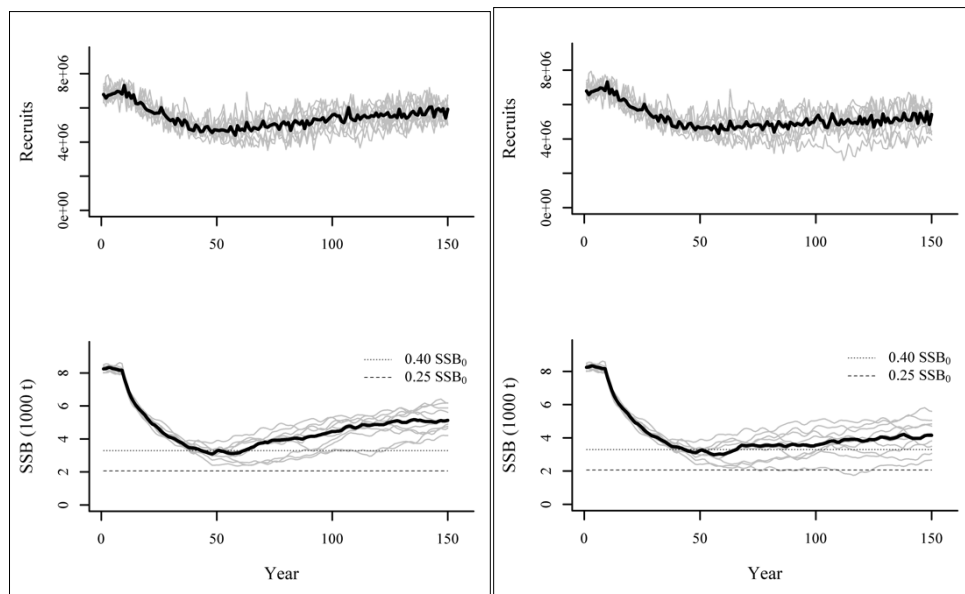 Recruits
8e+06
4e+06
0e+00
0 50 100 150
SSB (1000 t)
8
6
4
2
0
0.40 SSB₀
0.25 SSB₀
0 50 100 150
Year
Recruits
8e+06
4e+06
0e+00
0 50 100 150
SSB (1000 t)
8
6
4
2
0
0.40 SSB₀
0.25 SSB₀
0 50 100 150
Year